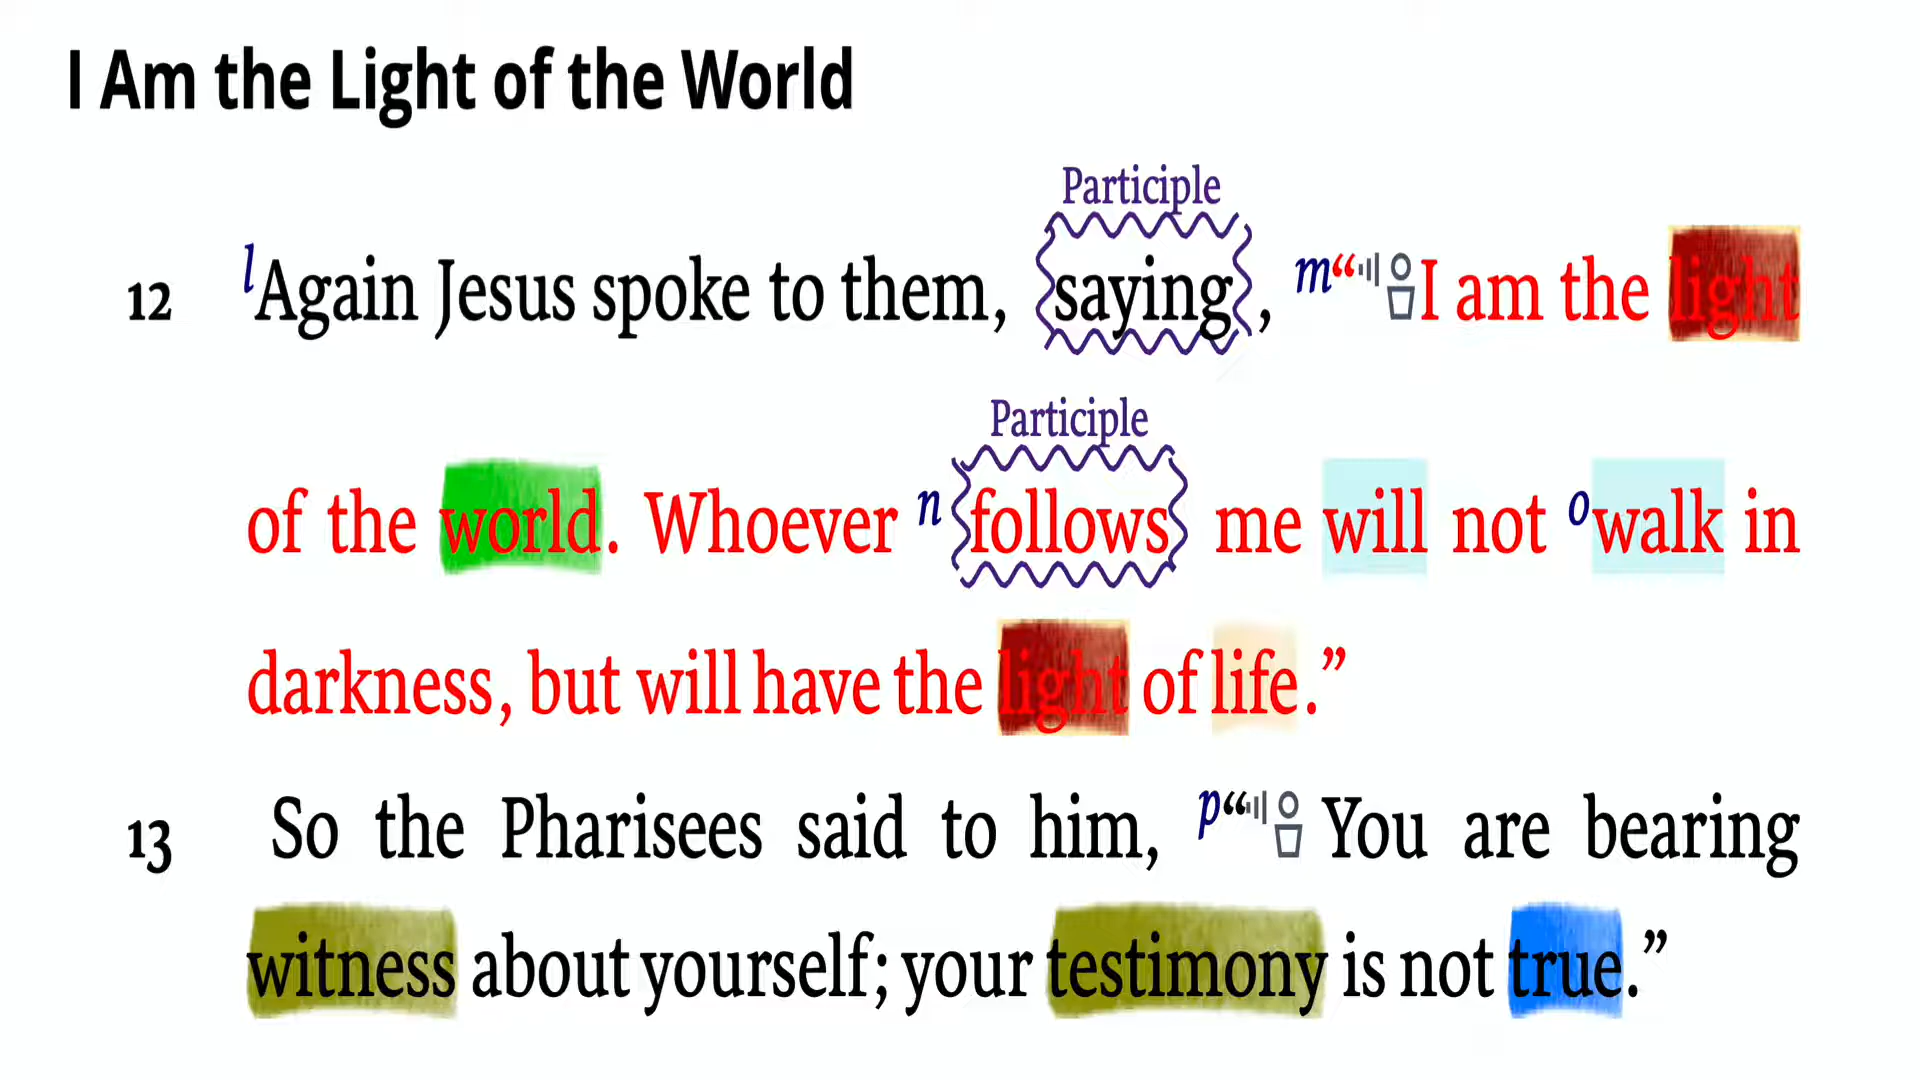 I Am the Light of the World
Participle
12 lAgain Jesus spoke to them, saying, m“I am the light
Participle
of the world. Whoever n follows me will not o walk in
darkness, but will have the light of life.”
13 So the Pharisees said to him, p“You are bearing
witness about yourself; your testimony is not true.”